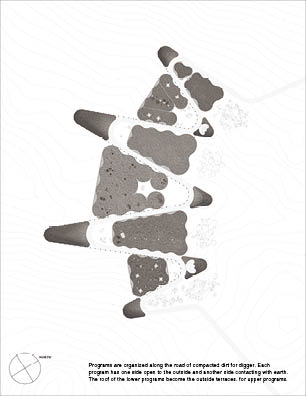 Programs are organized along the road of compacted dirt for digger. Each
program has one side open to the outside and another side contacting with earth.
The roof of the lower programs become the outside terraces. for upper programs.